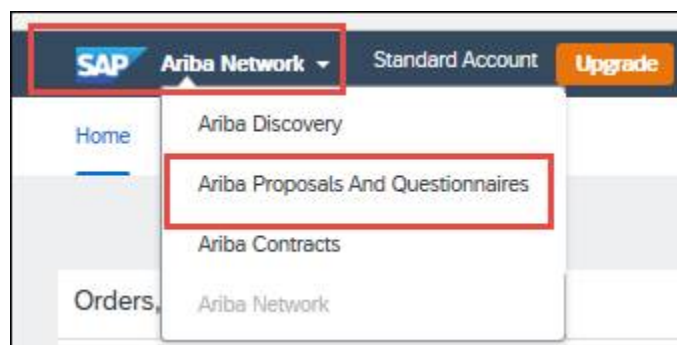 SAP Ariba Network Standard Account Upgrade
Home
Ariba Discovery
Ariba Proposals And Questionnaires
Ariba Contracts
Orders,
Ariba Network